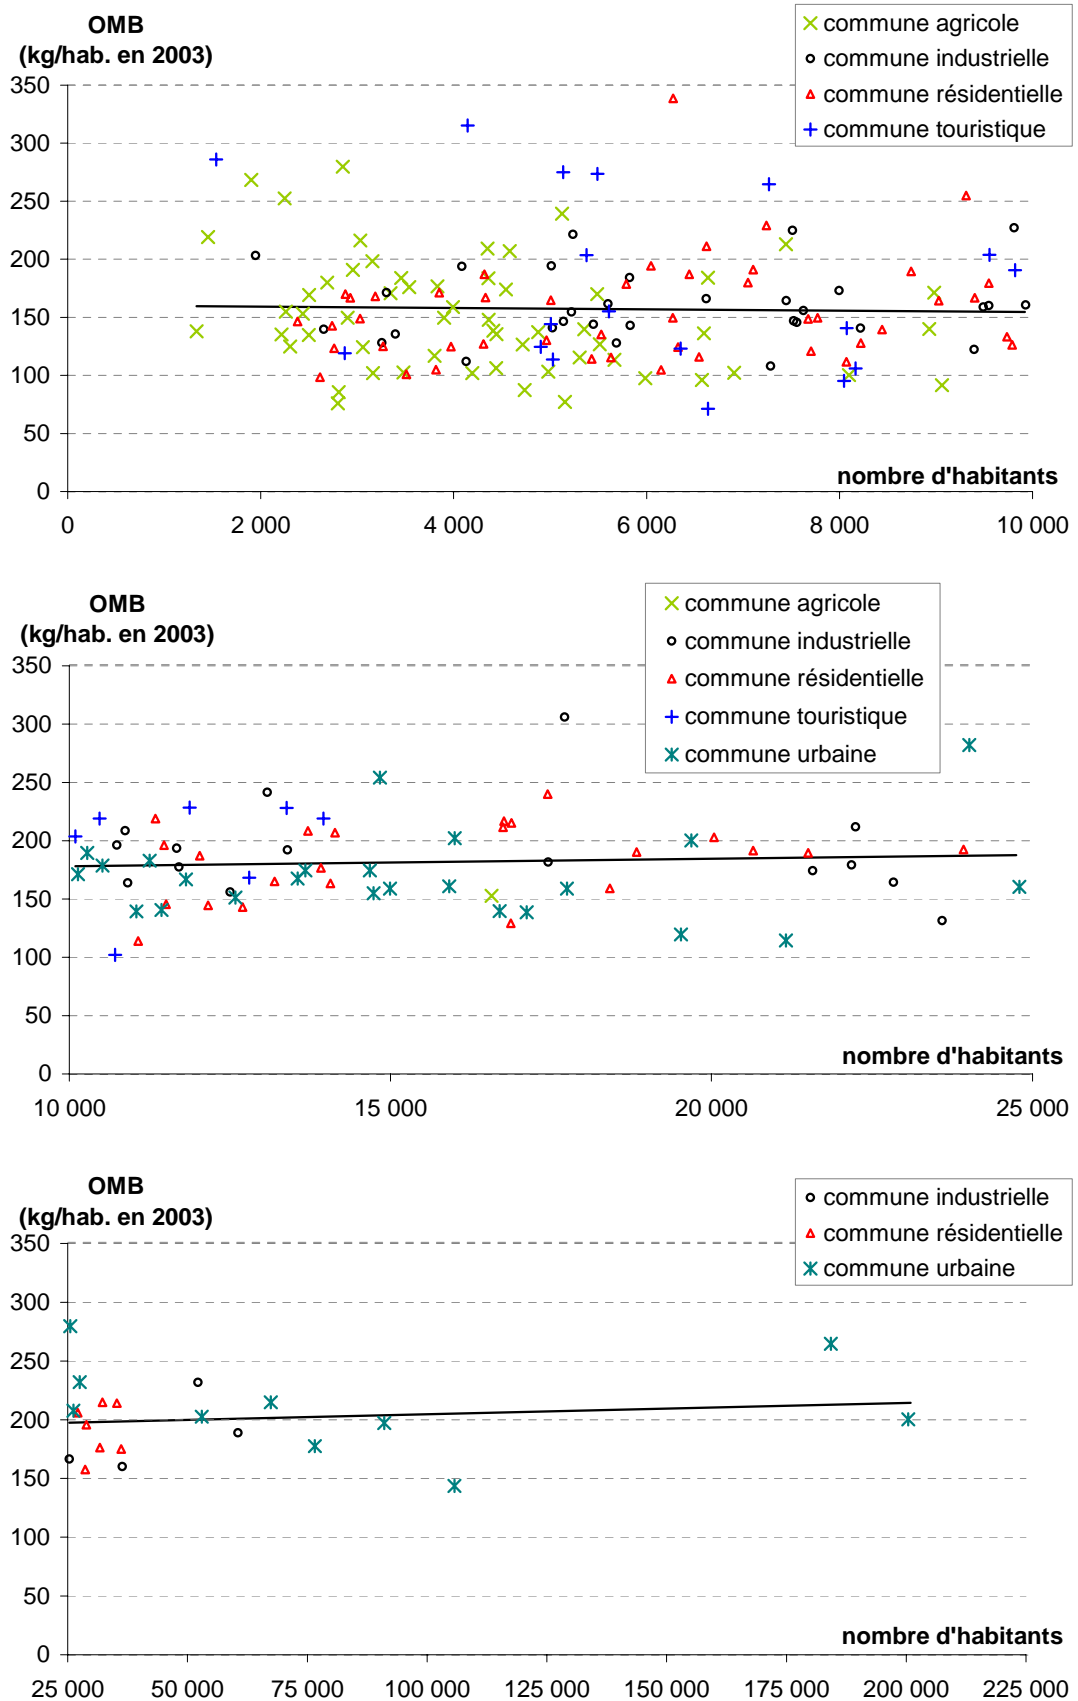 OMB
(kg/hab. en 2003)
commune agricole
commune industrielle
commune résidentielle
commune touristique
350
300
250
200
150
100
50
0
nombre d'habitants
0 2 000 4 000 6 000 8 000 10 000
OMB
(kg/hab. en 2003)
commune agricole
commune industrielle
commune résidentielle
commune touristique
commune urbaine
350
300
250
200
150
100
50
0
nombre d'habitants
10 000 15 000 20 000 25 000
OMB
(kg/hab. en 2003)
commune industrielle
commune résidentielle
commune urbaine
350
300
250
200
150
100
50
0
nombre d'habitants
25 000 50 000 75 000 100 000 125 000 150 000 175 000 200 000 225 000